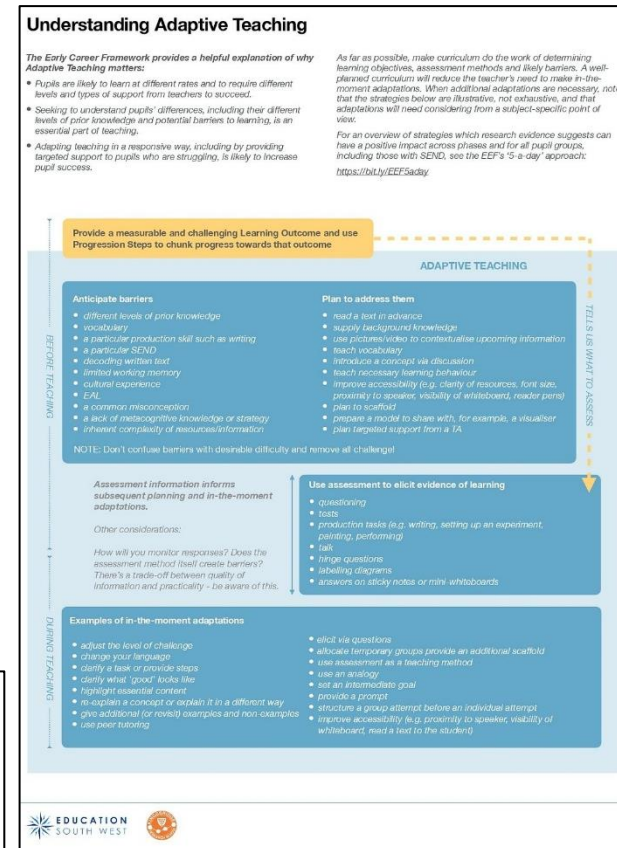 Understanding Adaptive Teaching
The Early Career Framework provides a helpful explanation of why
Adaptive Teaching matters:
• Pupils are likely to learn at different rates and to require different
levels and types of support from teachers to succeed.
• Seeking to understand pupils' differences, including their different
levels of prior knowledge and potential barriers to learning, is an
essential part of teaching.
• Adapting teaching in a responsive way, including by providing
targeted support to pupils who are struggling, is likely to increase
pupil success.
As far as possible, make curriculum do the work of determining
learning objectives, assessment methods and likely barriers. A well-
planned curriculum will reduce the teacher's need to make in-the-
moment adaptations. When additional adaptations are necessary, note
that the strategies below are illustrative, not exhaustive, and that
adaptations will need considering from a subject-specific point of
view.
For an overview of strategies which research evidence suggests can
have a positive impact across phases and for all pupil groups,
including those with SEND, see the EEF's '5-a-day' approach:
https://bit.ly/EEF5aday
Provide a measurable and challenging Learning Outcome and use
Progression Steps to chunk progress towards that outcome
ADAPTIVE TEACHING
BEFORE TEACHING
Anticipate barriers
• different levels of prior knowledge
• vocabulary
• a particular production skill such as writing
• a particular SEND
• decoding written text
• limited working memory
• cultural experience
• EAL
• a common misconception
• a lack of metacognitive knowledge or strategy
• inherent complexity of resources/information
Plan to address them
• read a text in advance
• supply background knowledge
• use pictures/video to contextualise upcoming information
• teach vocabulary
• introduce a concept via discussion
• teach necessary learning behaviour
• improve accessibility (e.g. clarity of resources, font size,
proximity to speaker, visibility of whiteboard, reader pens)
• plan to scaffold
• prepare a model to share with, for example, a visualiser
• plan targeted support from a TA
NOTE: Don't confuse barriers with desirable difficulty and remove all challenge!
TELLS US WHAT TO ASSESS
Assessment information informs
subsequent planning and in-the-moment
adaptations.
Other considerations:
How will you monitor responses? Does the
assessment method itself create barriers?
There's a trade-off between quality of
information and practicality - be aware of this.
Use assessment to elicit evidence of learning
• questioning
• tests
• production tasks (e.g. writing, setting up an experiment,
painting, performing)
• talk
• hinge questions
• labelling diagrams
• answers on sticky notes or mini-whiteboards
DURING TEACHING
Examples of in-the-moment adaptations
• adjust the level of challenge
• change your language
• clarify a task or provide steps
• clarify what 'good' looks like
• highlight essential content
• re-explain a concept or explain it in a different way
• give additional (or revisit) examples and non-examples
• use peer tutoring
• elicit via questions
• allocate temporary groups provide an additional scaffold
• use assessment as a teaching method
• use an analogy
• set an intermediate goal
• provide a prompt
• structure a group attempt before an individual attempt
• improve accessibility (e.g. proximity to speaker, visibility of
whiteboard, read a text to the student)
EDUCATION
SOUTH WEST